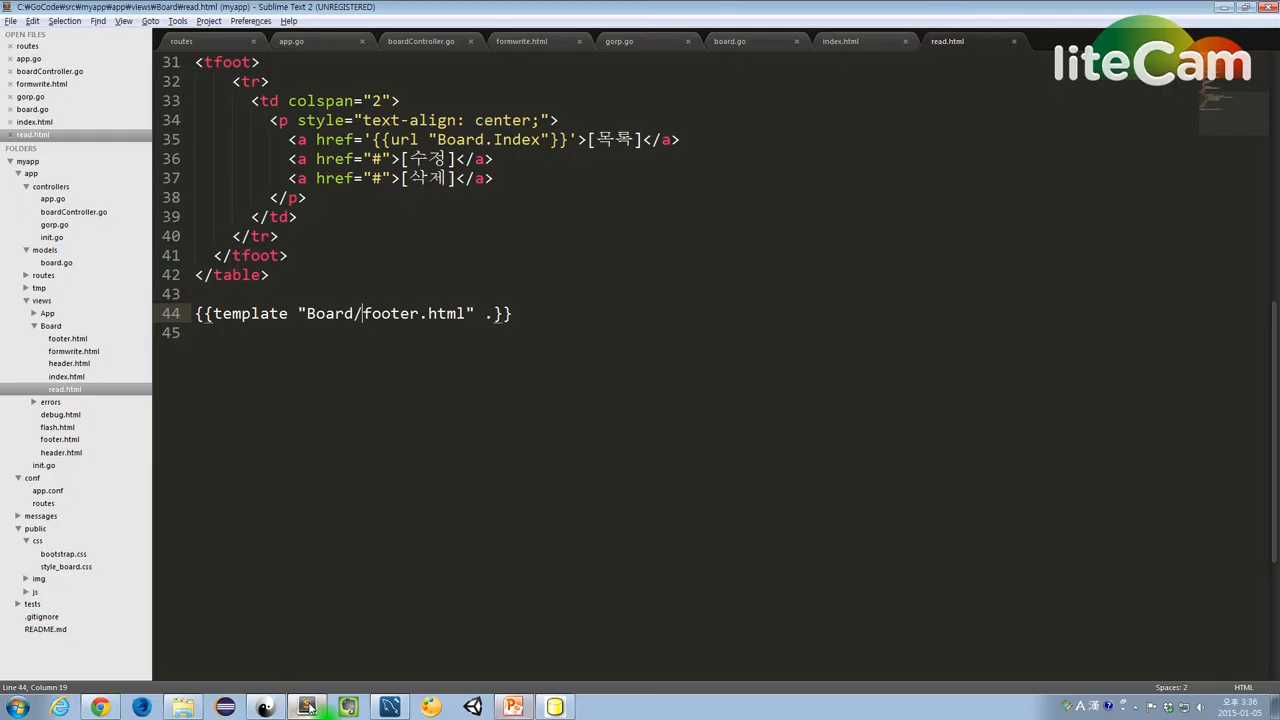 C:₩GoCode₩src₩myapp₩app₩views₩Board₩read.html (myapp) - Sublime Text 2 (UNREGISTERED)
File Edit Selection Find View Goto Tools Project Preferences Help
OPEN FILES
routes
app.go
boardController.go
formwrite.html
gorp.go
board.go
index.html
read.html
FOLDERS
myapp
app
controllers
app.go
boardController.go
gorp.go
init.go
models
board.go
routes
tmp
views
App
Board
footer.html
formwrite.html
header.html
index.html
read.html
errors
debug.html
flash.html
footer.html
header.html
init.go
conf
app.conf
routes
messages
public
css
bootstrap.css
style_board.css
img
js
tests
.gitignore
README.md
routes app.go boardController.go formwrite.html gorp.go board.go index.html read.html
liteCam
31 <tfoot>
32 <tr>
33 <td colspan="2">
34 <p style="text-align: center;">
35 <a href='{{url "Board.Index"}}'>[목록]</a>
36 <a href="#">[수정]</a>
37 <a href="#">[삭제]</a>
38 </p>
39 </td>
40 </tr>
41 </tfoot>
42 </table>
43
44 {{template "Board/footer.html" .}}
45
Line 44, Column 19 Spaces: 2 HTML
A 漢
오후 3:36
2015-01-05